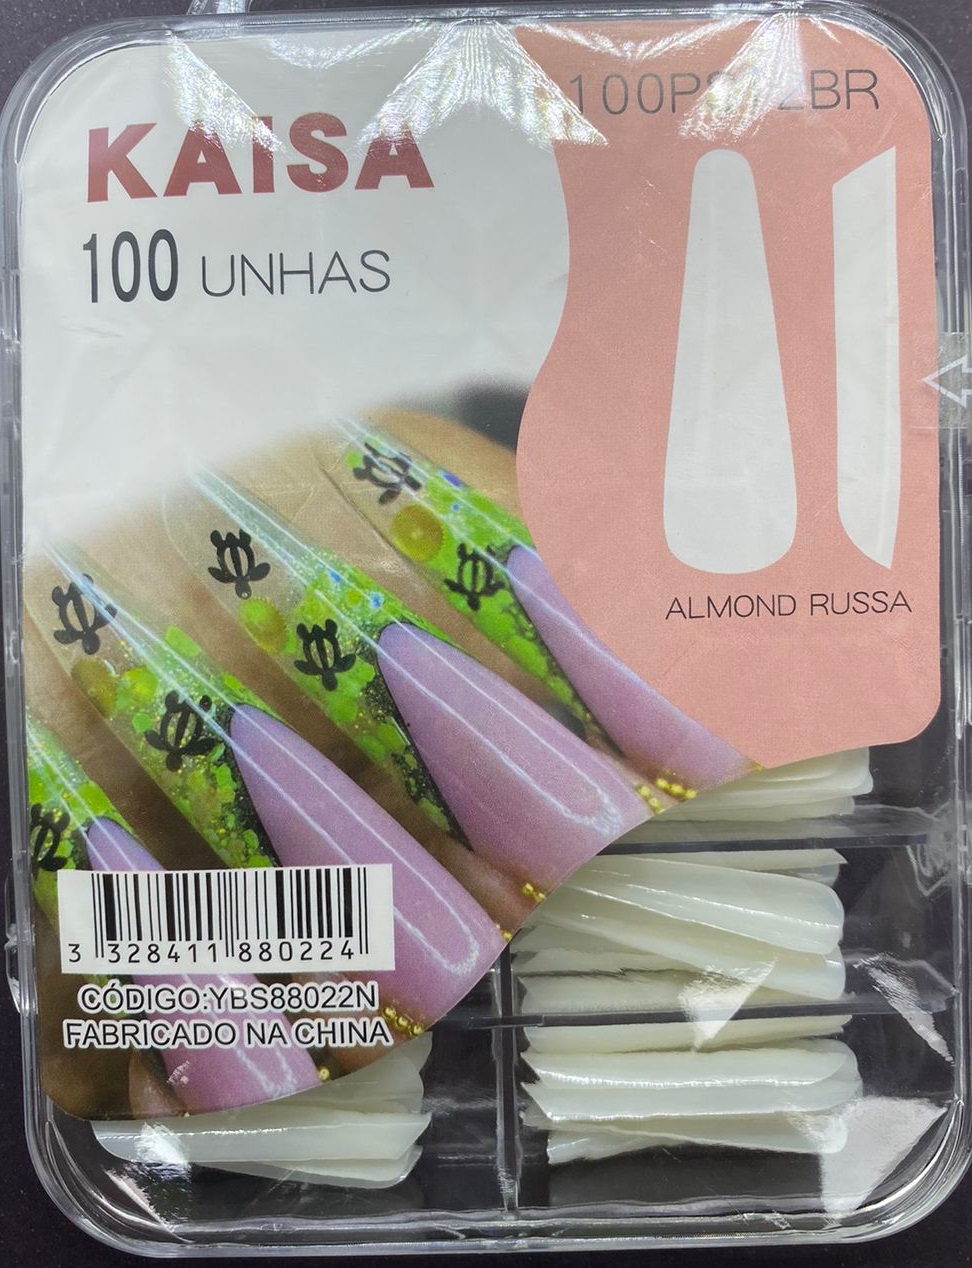 KAISA
100 UNHAS
ALMOND RUSSA
3 328411 880224
CÓDIGO:YBS88022N
FABRICADO NA CHINA